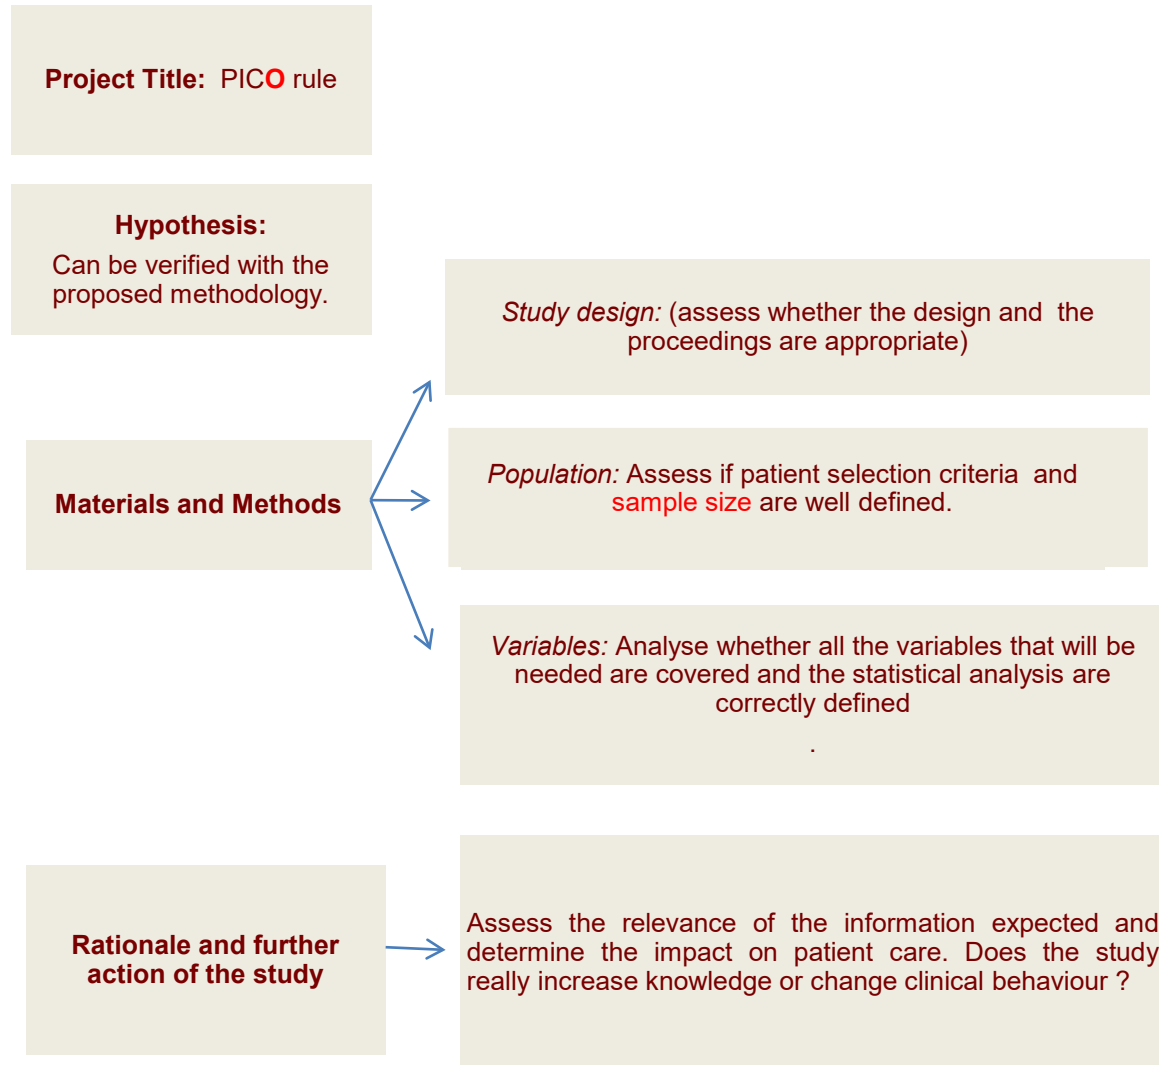 Project Title: PICO rule
Hypothesis:
Can be verified with the
proposed methodology.
Study design: (assess whether the design and the
proceedings are appropriate)
Materials and Methods
Population: Assess if patient selection criteria and
sample size are well defined.
Variables: Analyse whether all the variables that will be
needed are covered and the statistical analysis are
correctly defined
.
Rationale and further
action of the study
Assess the relevance of the information expected and
determine the impact on patient care. Does the study
really increase knowledge or change clinical behaviour ?